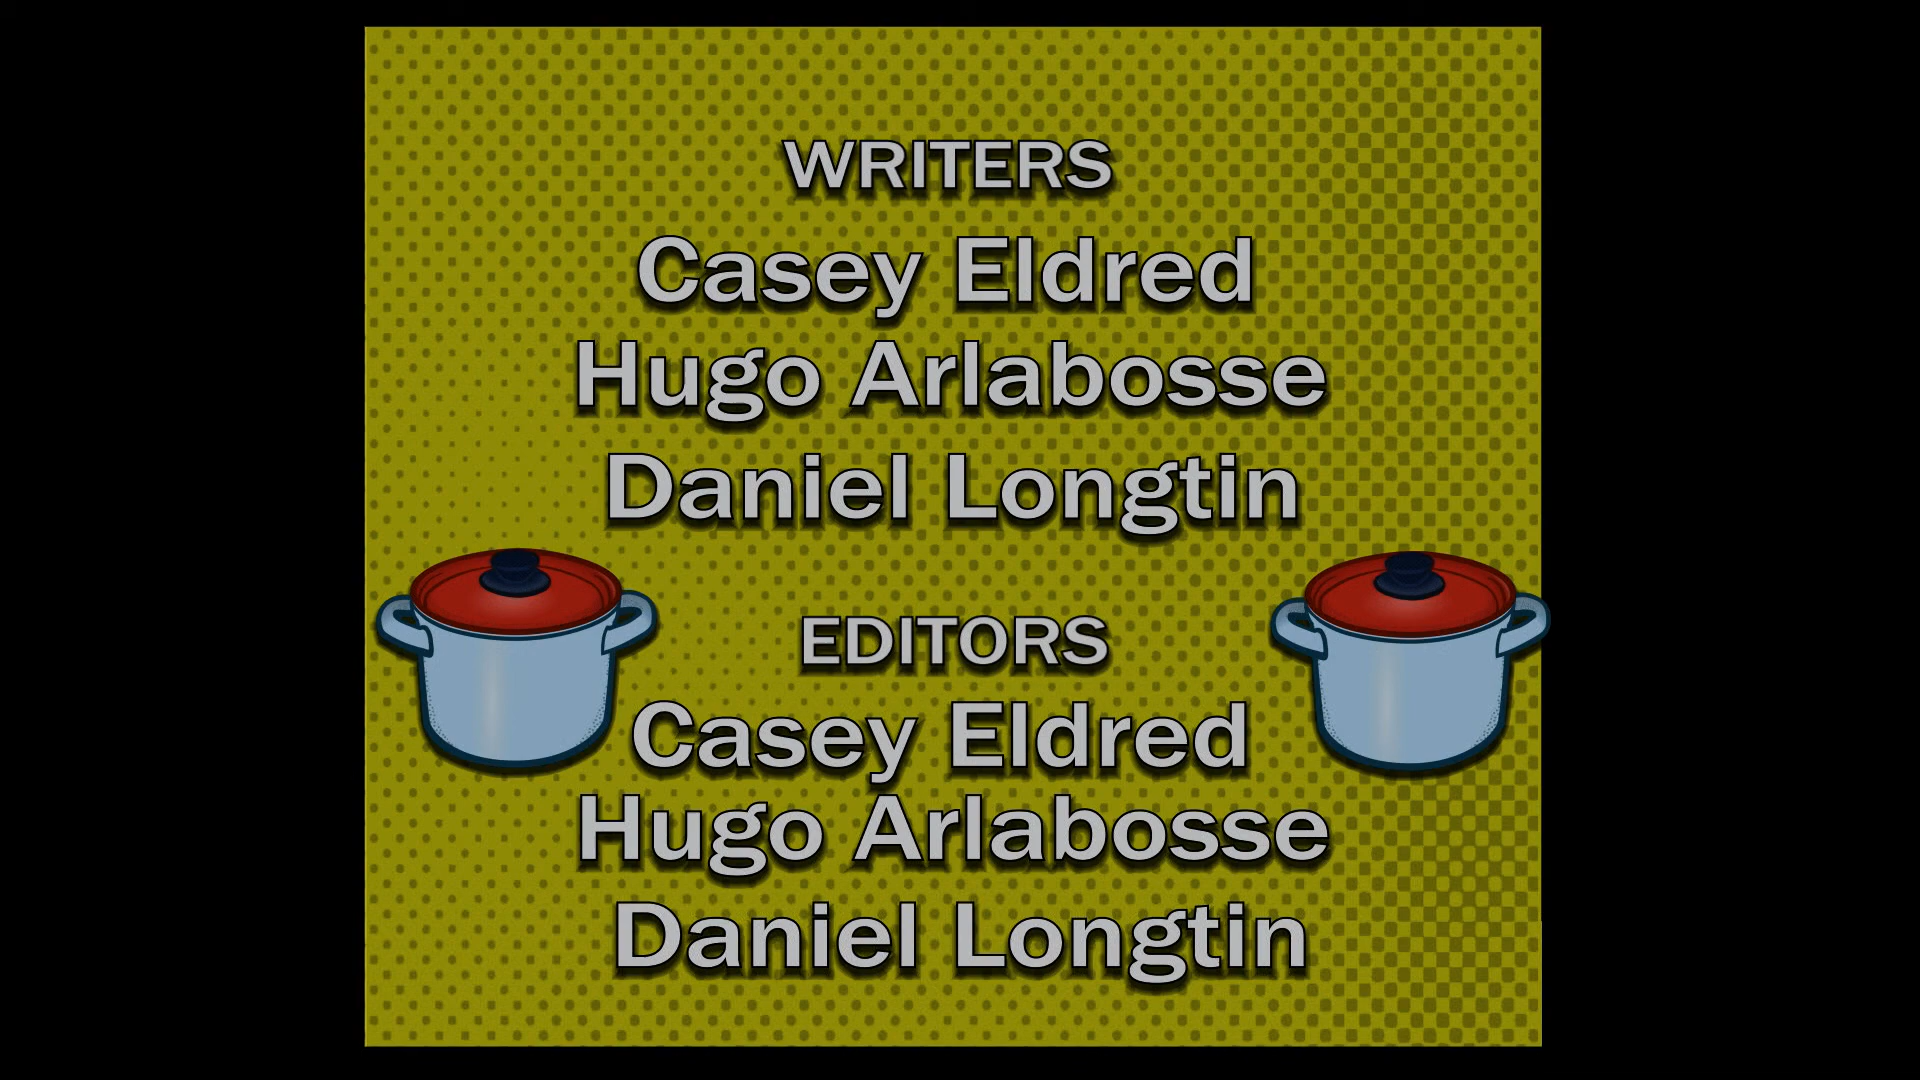 WRITERS
Casey Eldred
Hugo Arlabosse
Daniel Longtin
EDITORS
Casey Eldred
Hugo Arlabosse
Daniel Longtin